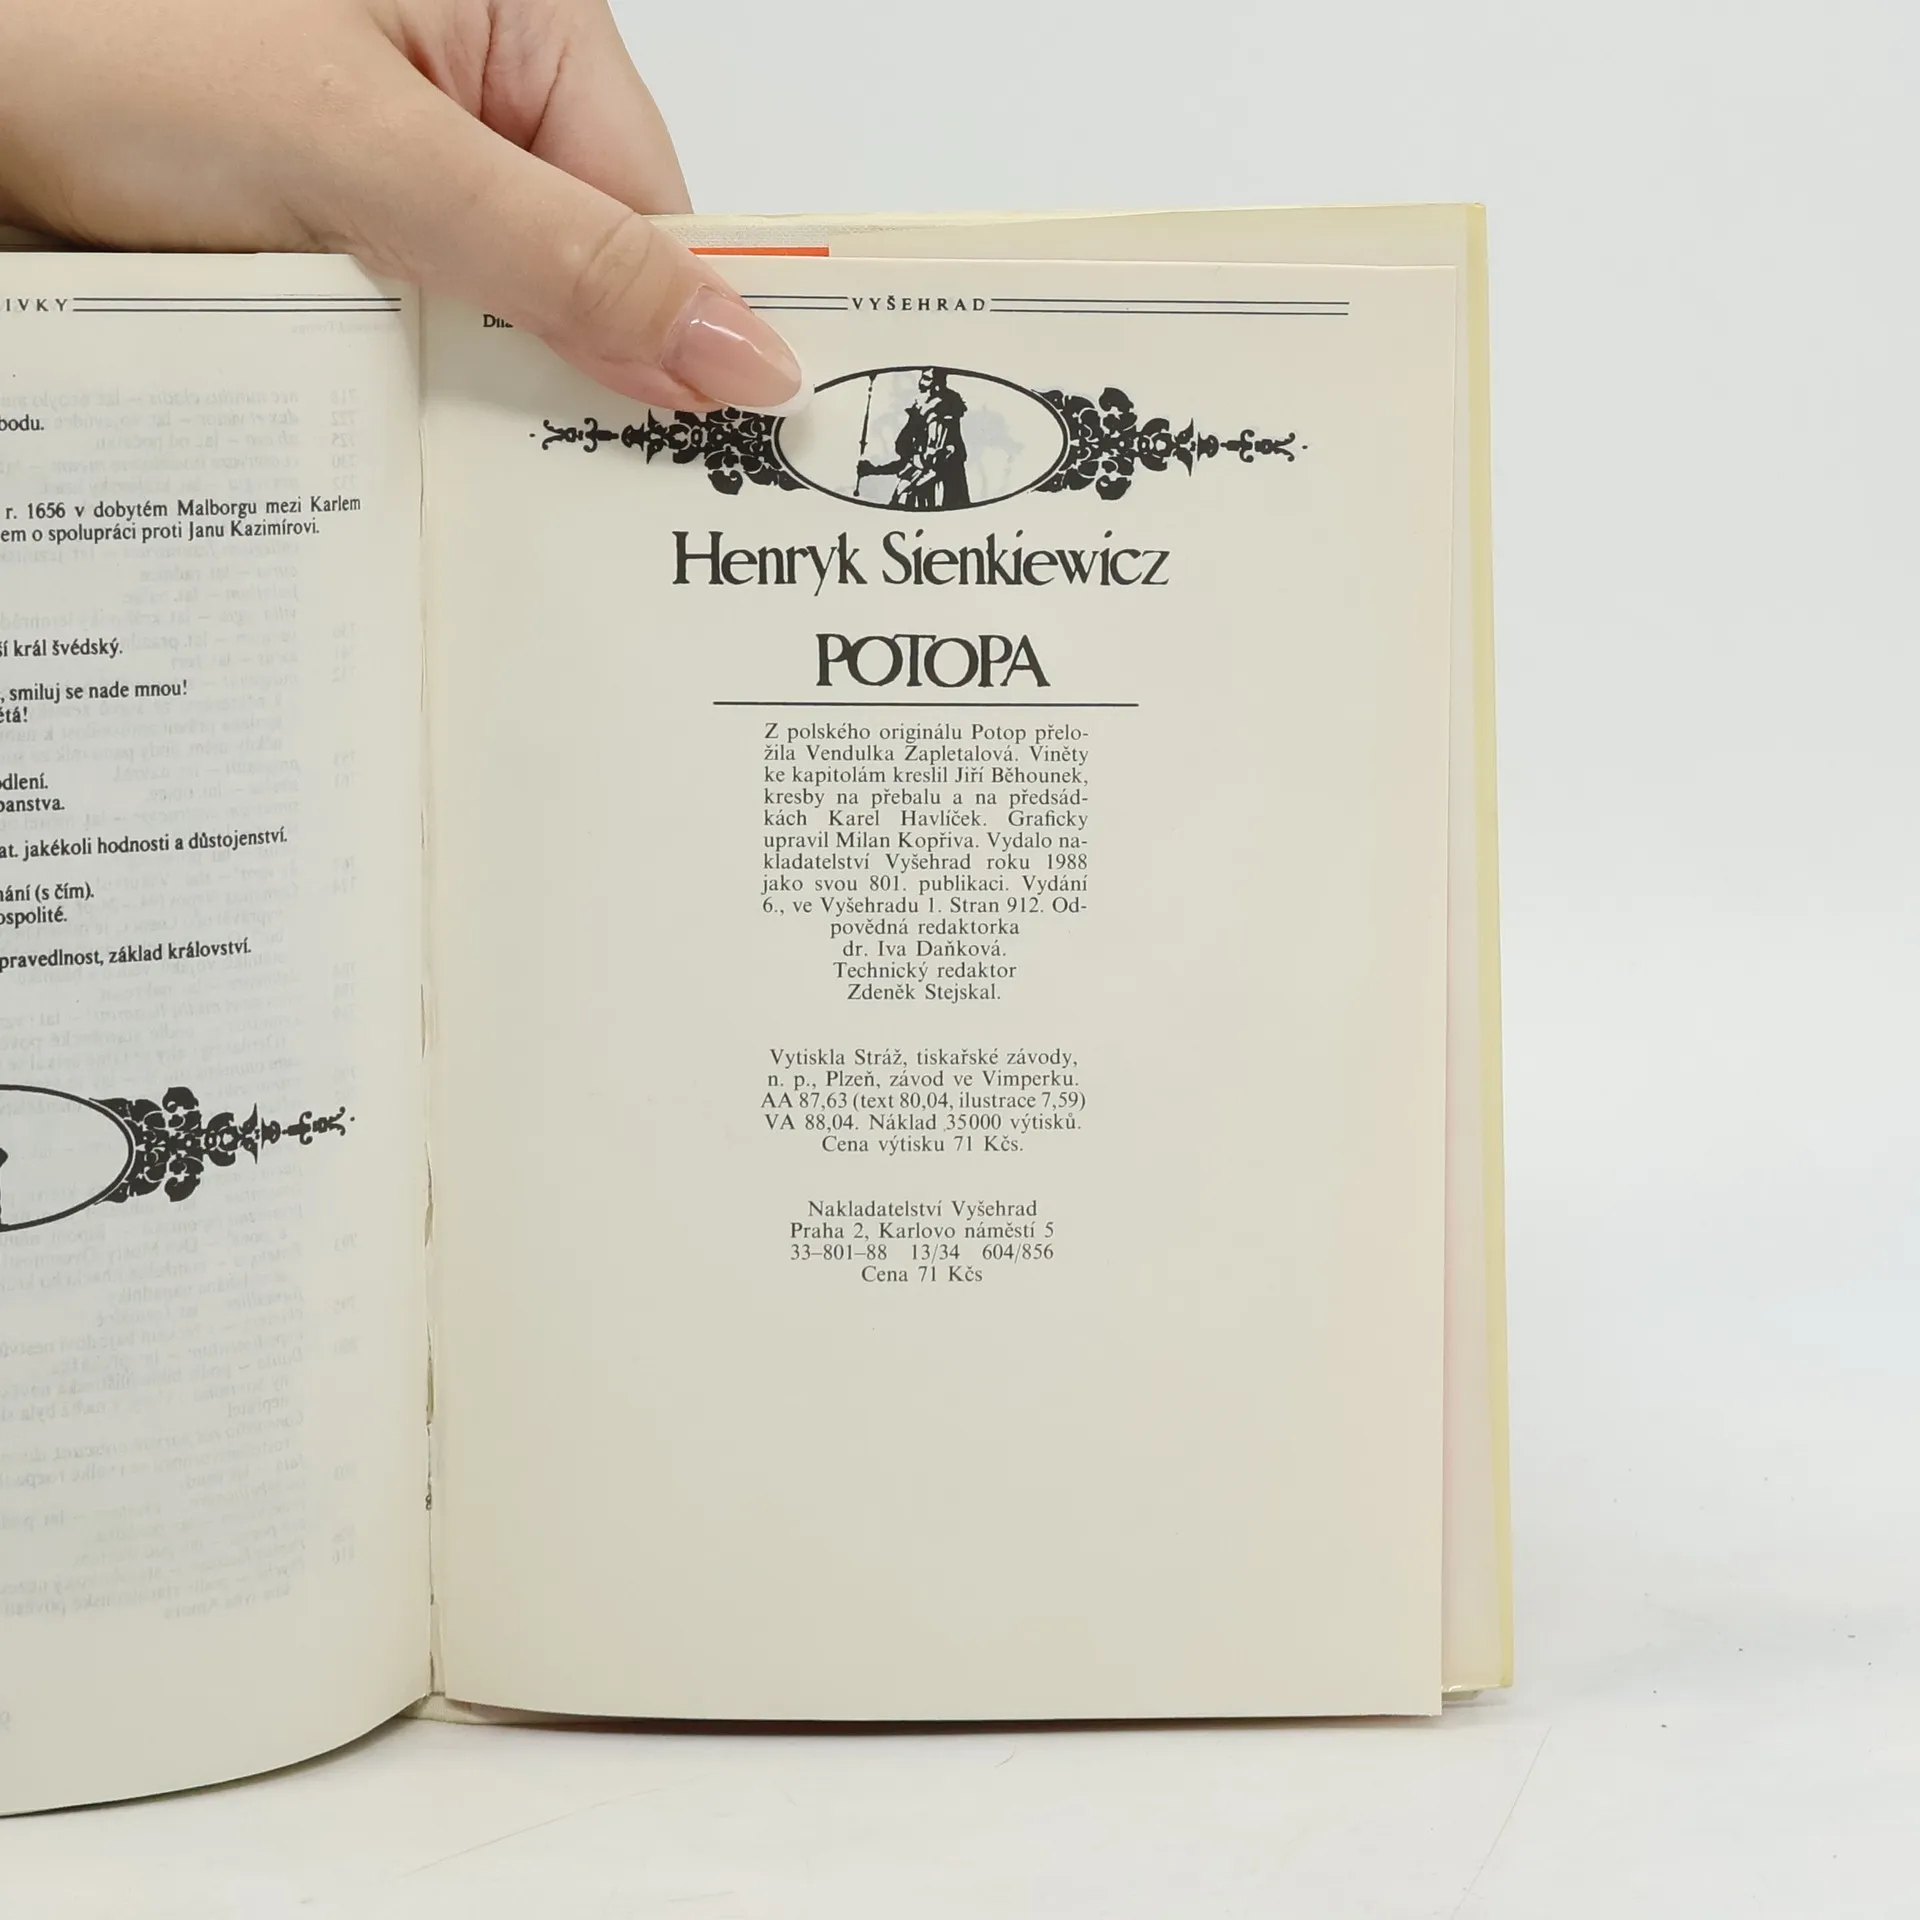 IVKY
bodu.
r. 1656 v dobytém Malborgu mezi Karlem
em o spolupráci proti Janu Kazimírovi.
ší král švédský.
, smiluj se nade mnou!
étá!
odlení.
panstva.
at. jakékoli hodnosti a důstojenství.
nání (s čím).
ospolité.
pravedlnost, základ království.
VYŠEHRAD
Henryk Sienkiewicz
POTOPA
Z polského originálu Potop přelo-
žila Vendulka Zapletalová. Viněty
ke kapitolám kreslil Jiří Běhounek,
kresby na přebalu a na předsád-
kách Karel Havlíček. Graficky
upravil Milan Kopřiva. Vydalo na-
kladatelství Vyšehrad roku 1988
jako svou 801. publikaci. Vydání
6., ve Vyšehradu 1. Stran 912. Od-
povědná redaktorka
dr. Iva Daňková.
Technický redaktor
Zdeněk Stejskal.
Vytiskla Stráž, tiskařské závody,
n. p., Plzeň, závod ve Vimperku.
AA 87,63 (text 80,04, ilustrace 7,59)
VA 88,04. Náklad 35000 výtisků.
Cena výtisku 71 Kčs.
Nakladatelství Vyšehrad
Praha 2, Karlovo náměstí 5
33–801–88 13/34 604/856
Cena 71 Kčs